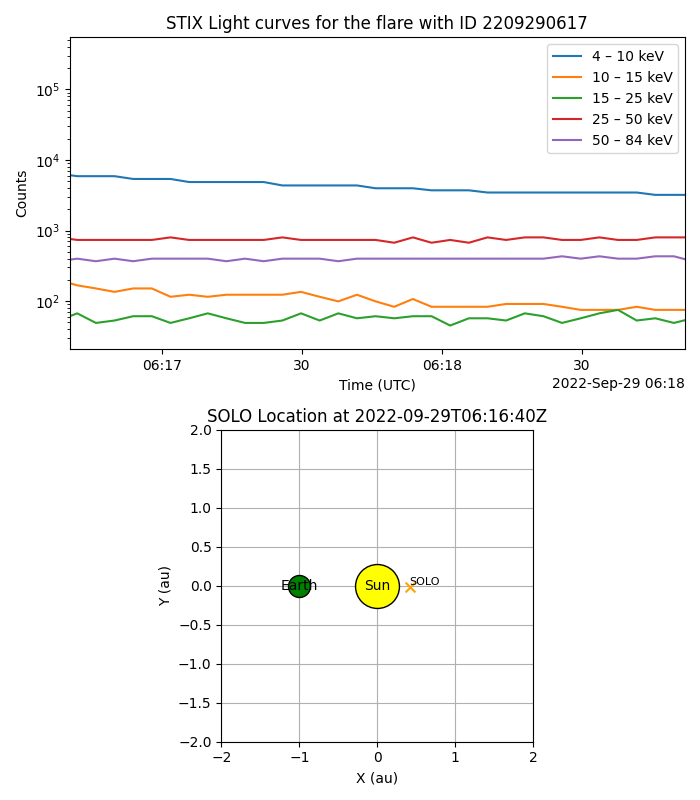 STIX Light curves for the flare with ID 2209290617
4 – 10 keV
10 – 15 keV
15 – 25 keV
25 – 50 keV
50 – 84 keV
Counts
10^5
10^4
10^3
10^2
06:17
30
06:18
30
Time (UTC)
2022-Sep-29 06:18
SOLO Location at 2022-09-29T06:16:40Z
Y (au)
2.0
1.5
1.0
0.5
0.0
−0.5
−1.0
−1.5
−2.0
Earth
Sun
SOLO
−2
−1
0
1
2
X (au)